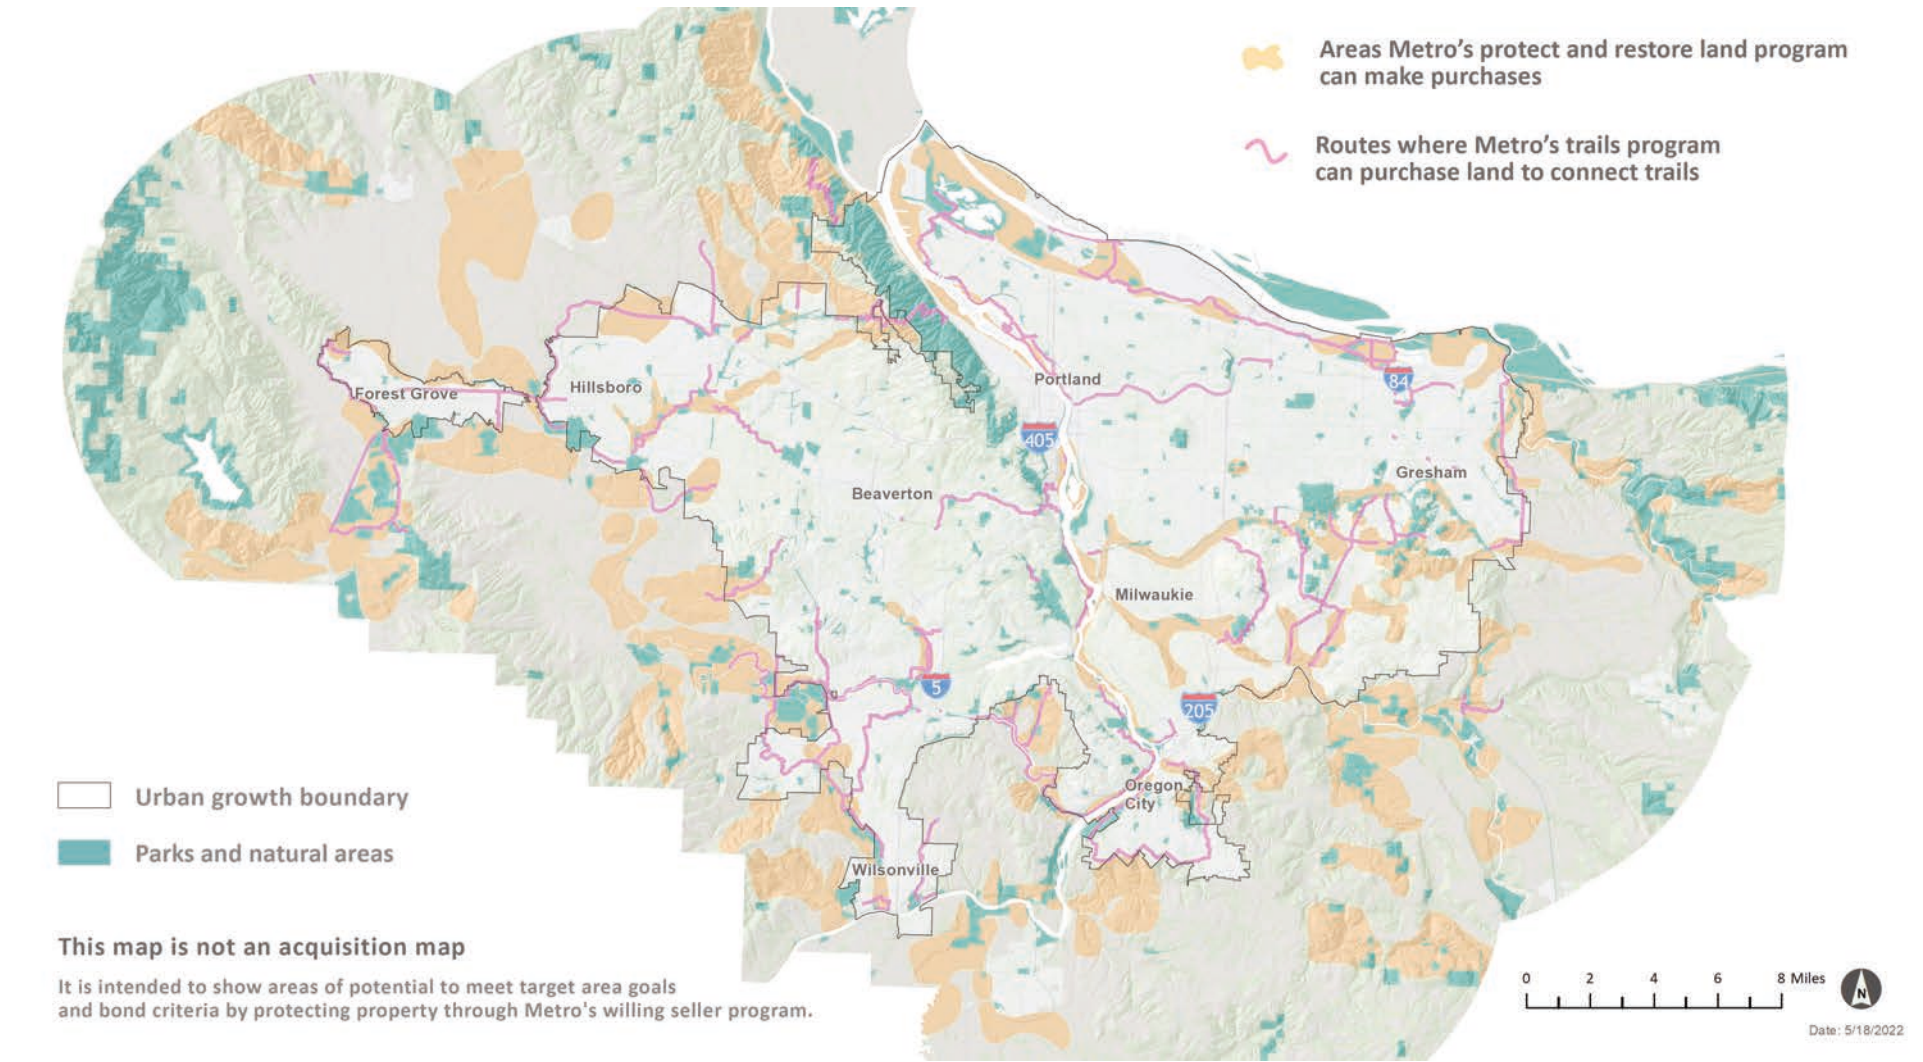 Areas Metro's protect and restore land program
can make purchases
Routes where Metro's trails program
can purchase land to connect trails
Portland
84
Forest Grove
Hillsboro
405
Gresham
Beaverton
Milwaukie
5
205
Oregon
City
Wilsonville
Urban growth boundary
Parks and natural areas
This map is not an acquisition map
It is intended to show areas of potential to meet target area goals
and bond criteria by protecting property through Metro's willing seller program.
0 2 4 6 8 Miles
N
Date: 5/18/2022